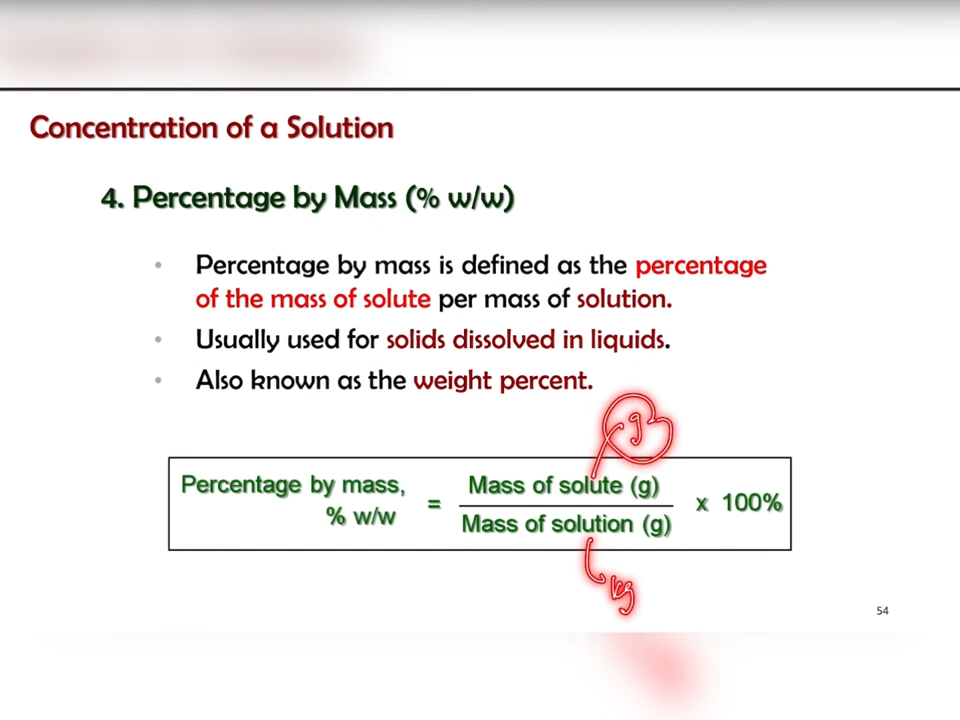 Concentration of a Solution
4. Percentage by Mass (% w/w)
• Percentage by mass is defined as the percentage
of the mass of solute per mass of solution.
• Usually used for solids dissolved in liquids.
• Also known as the weight percent.
g
Percentage by mass, % w/w = Mass of solute (g) / Mass of solution (g) x 100%
kg
54